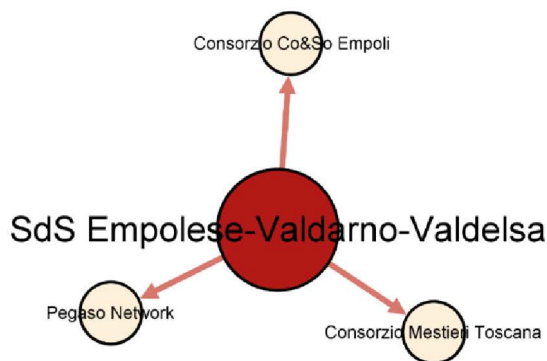 Consorzio Co&So Empoli
SdS Empolese-Valdarno-Valdelsa
Pegaso Network
Consorzio Mestieri Toscana